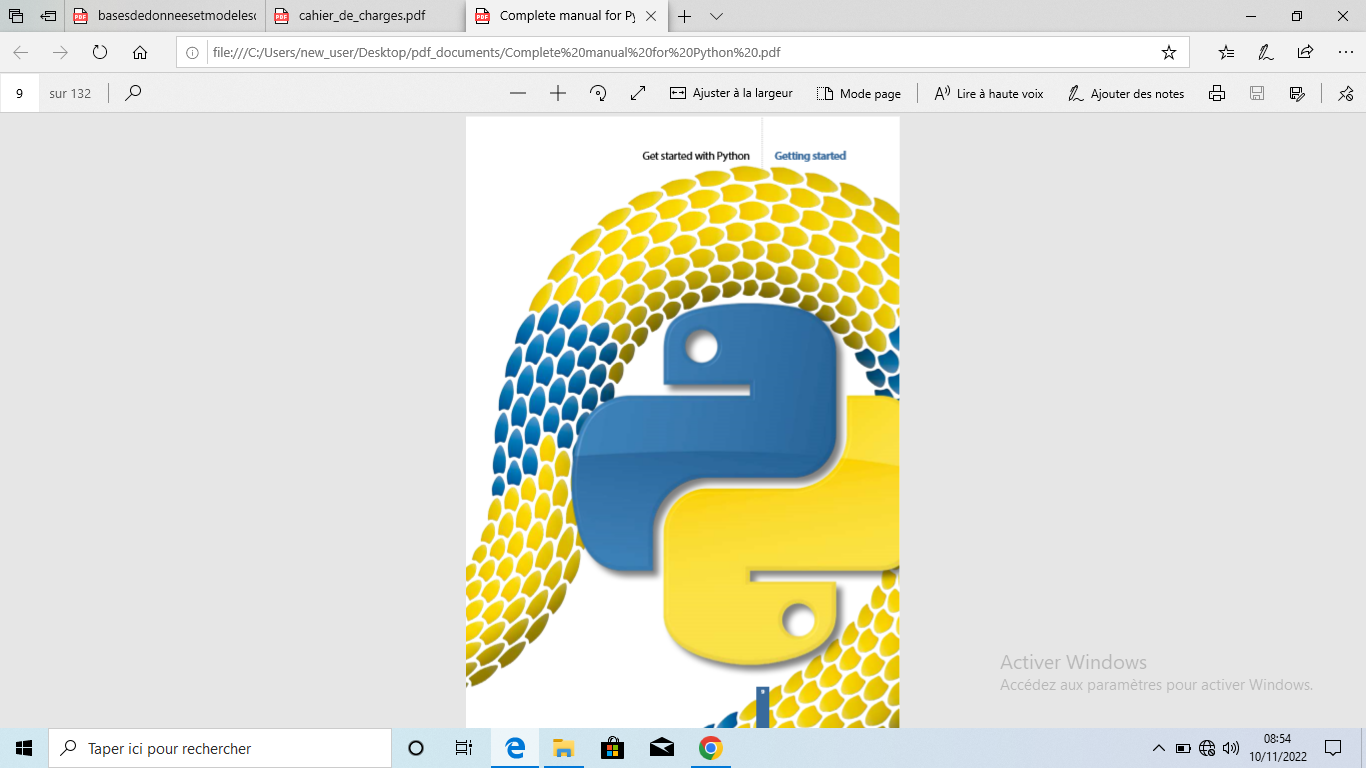 basesdedonneesetmodelesc
cahier_de_charges.pdf
Complete manual for Py
file:///C:/Users/new_user/Desktop/pdf_documents/Complete%20manual%20for%20Python%20.pdf
9 sur 132
Ajuster à la largeur
Mode page
Lire à haute voix
Ajouter des notes
Get started with Python
Getting started
9
Activer Windows
Accédez aux paramètres pour activer Windows.
Taper ici pour rechercher
08:54
10/11/2022